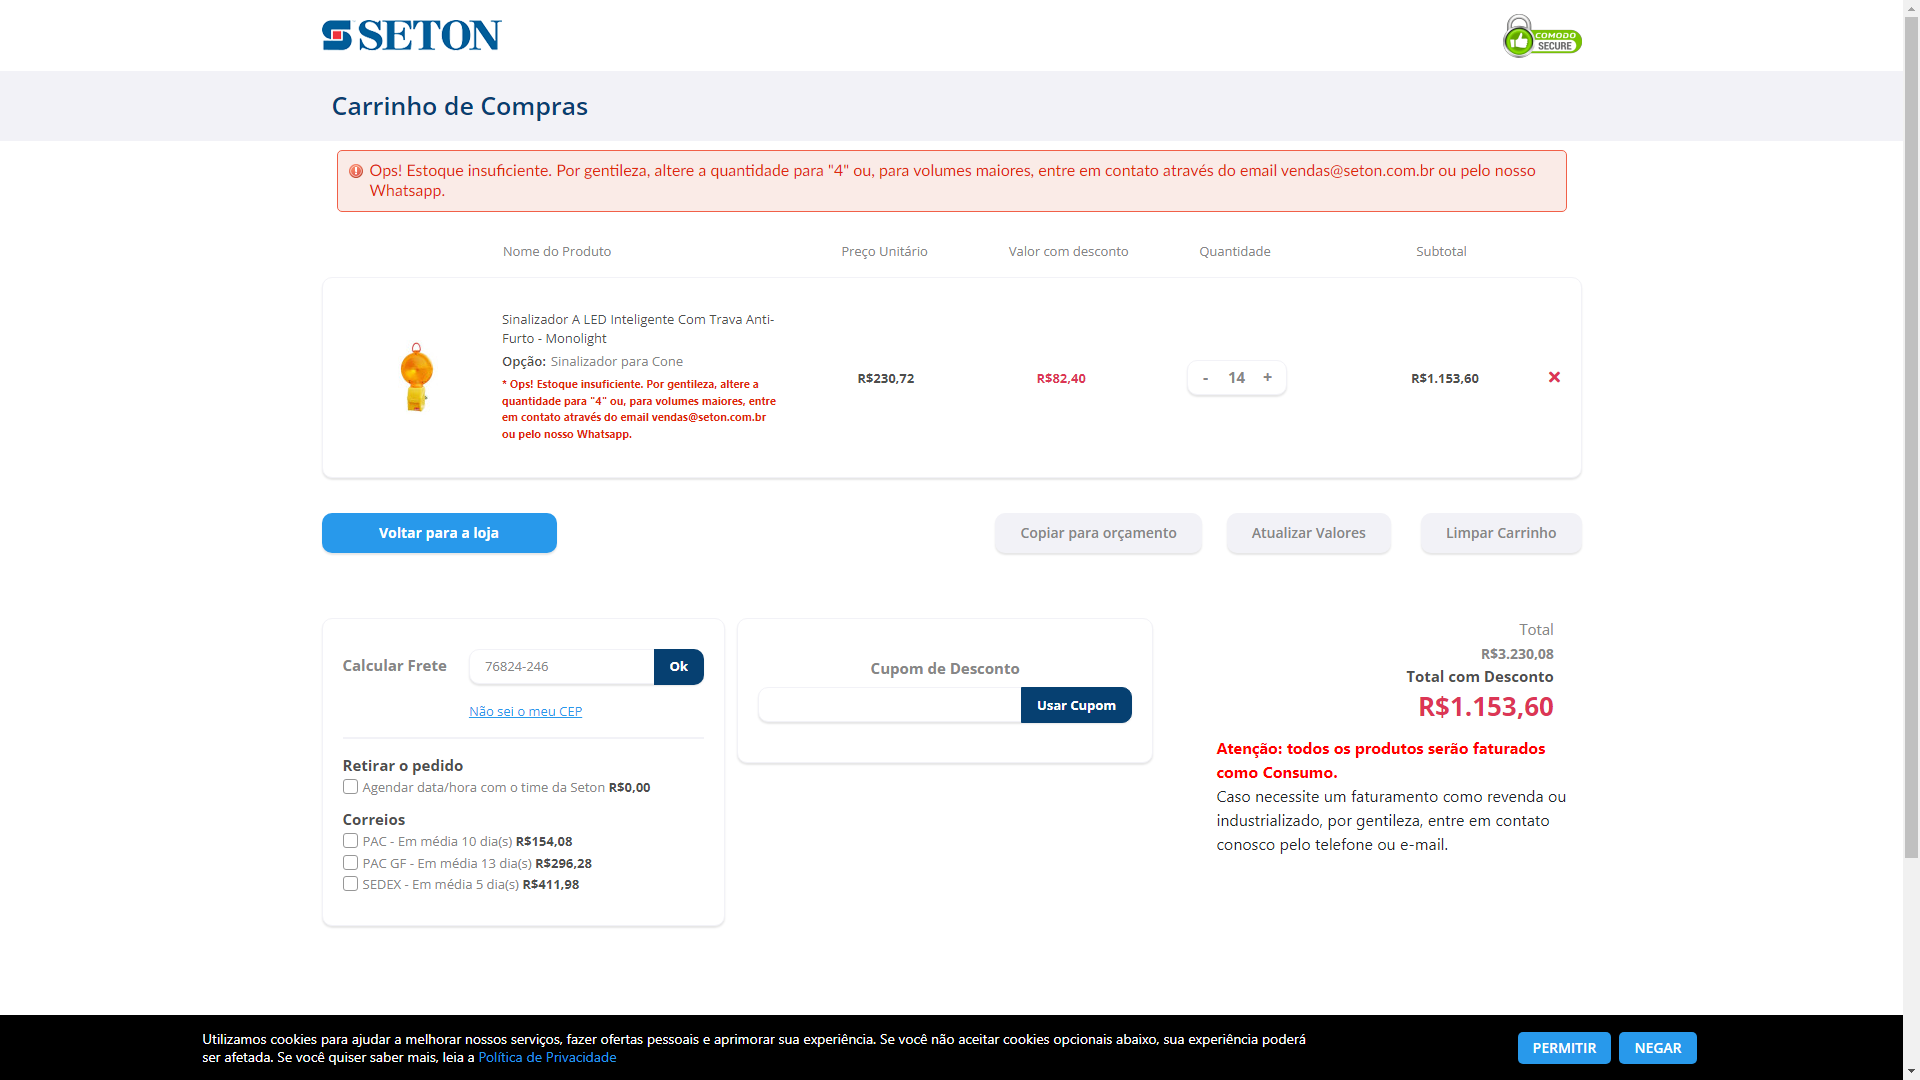 SETON
COMODO
SECURE
Carrinho de Compras
Ops! Estoque insuficiente. Por gentileza, altere a quantidade para "4" ou, para volumes maiores, entre em contato através do email vendas@seton.com.br ou pelo nosso
Whatsapp.
Nome do Produto Preço Unitário Valor com desconto Quantidade Subtotal
Sinalizador A LED Inteligente Com Trava Anti-
Furto - Monolight
Opção: Sinalizador para Cone
* Ops! Estoque insuficiente. Por gentileza, altere a
quantidade para "4" ou, para volumes maiores, entre
em contato através do email vendas@seton.com.br
ou pelo nosso Whatsapp.
R$230,72 R$82,40 - 14 + R$1.153,60
Voltar para a loja Copiar para orçamento Atualizar Valores Limpar Carrinho
Calcular Frete 76824-246 Ok
Não sei o meu CEP
Retirar o pedido
Agendar data/hora com o time da Seton R$0,00
Correios
PAC - Em média 10 dia(s) R$154,08
PAC GF - Em média 13 dia(s) R$296,28
SEDEX - Em média 5 dia(s) R$411,98
Cupom de Desconto
Usar Cupom
Total
R$3.230,08
Total com Desconto
R$1.153,60
Atenção: todos os produtos serão faturados
como Consumo.
Caso necessite um faturamento como revenda ou
industrializado, por gentileza, entre em contato
conosco pelo telefone ou e-mail.
Utilizamos cookies para ajudar a melhorar nossos serviços, fazer ofertas pessoais e aprimorar sua experiência. Se você não aceitar cookies opcionais abaixo, sua experiência poderá
ser afetada. Se você quiser saber mais, leia a Política de Privacidade
PERMITIR NEGAR